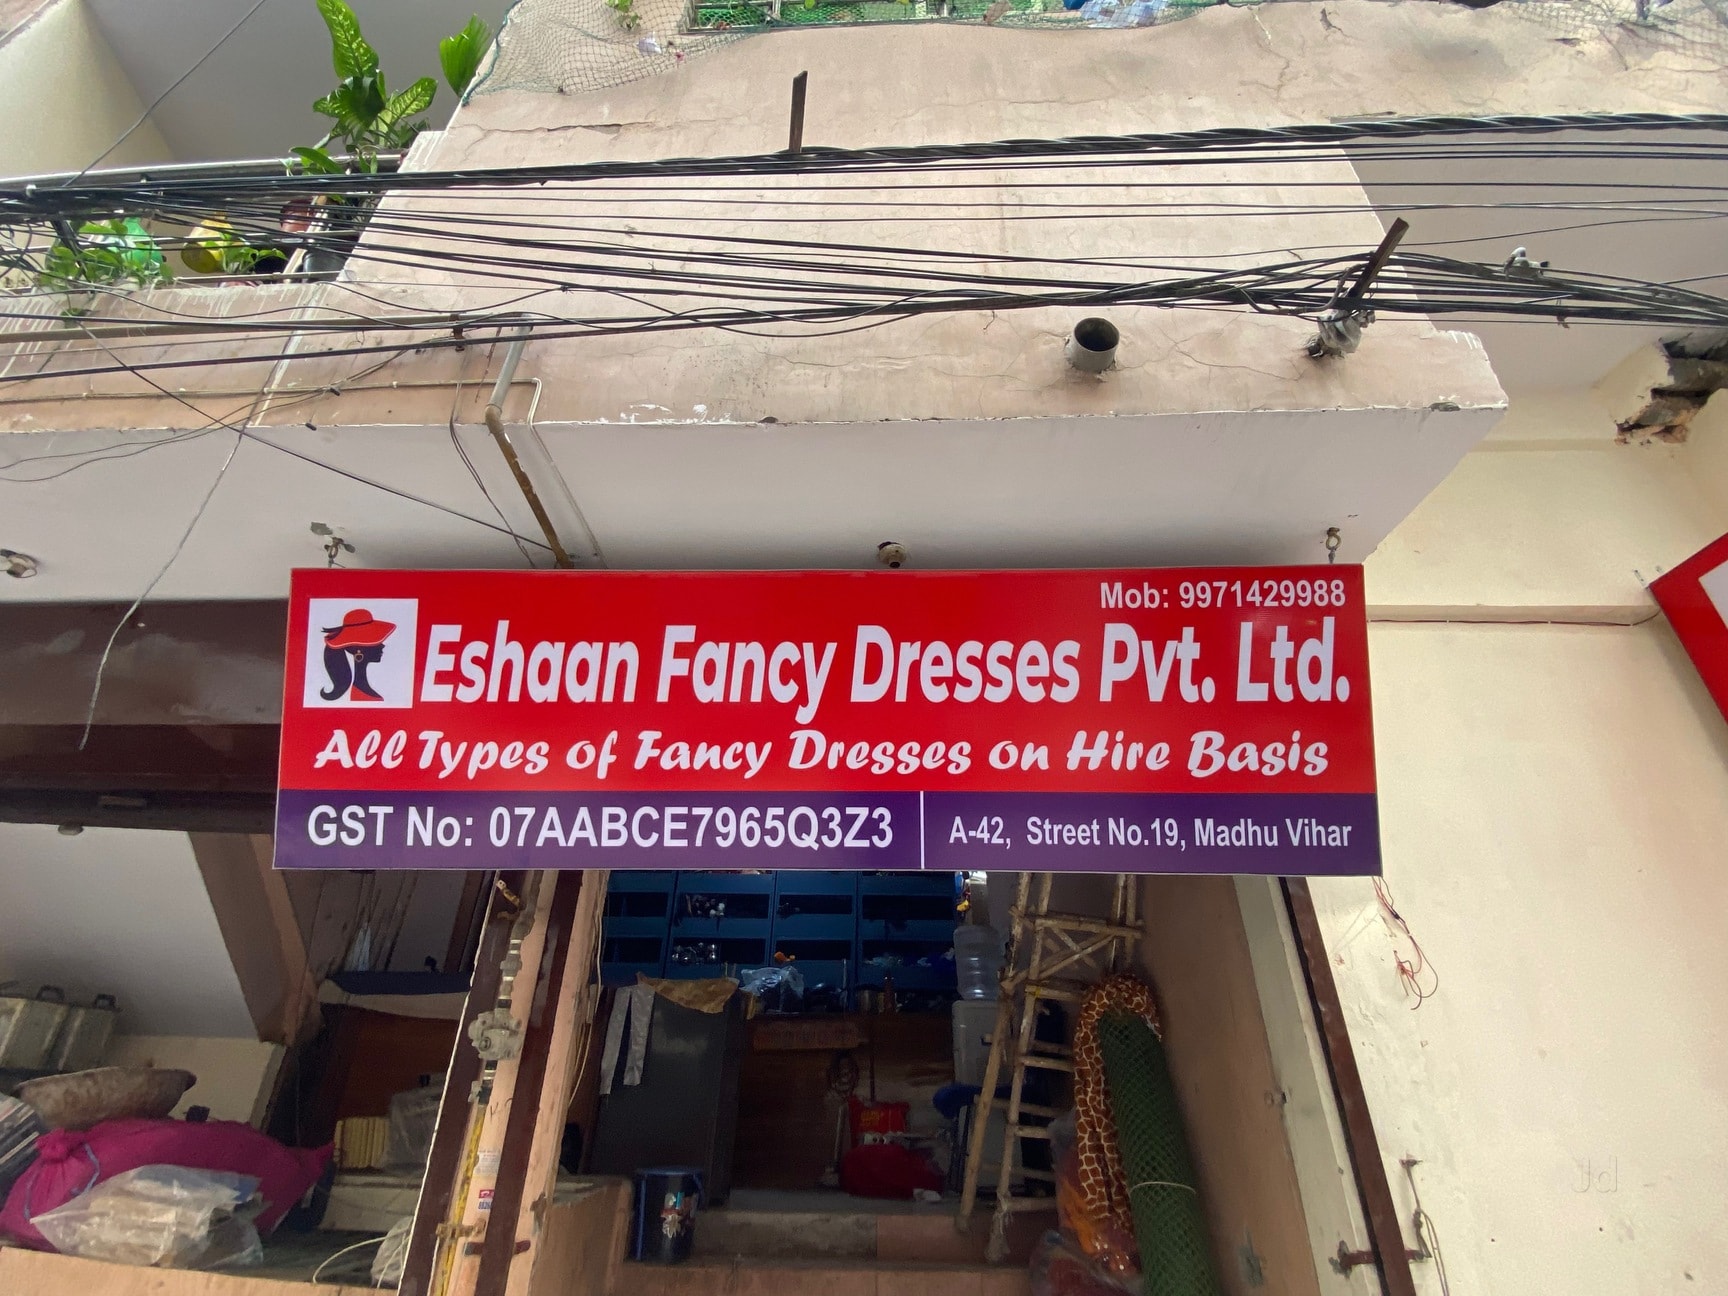 Mob: 9971429988
Eshaan Fancy Dresses Pvt. Ltd.
All Types of Fancy Dresses on Hire Basis
GST No: 07AABCE7965Q3Z3
A-42, Street No.19, Madhu Vihar
Jd